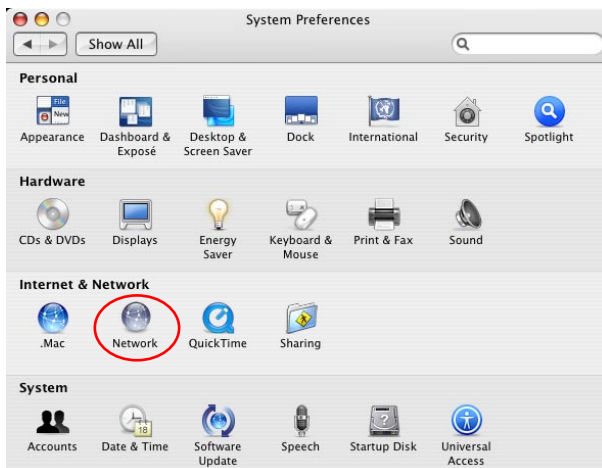 System Preferences
Show All
Personal
File
New
Appearance
Dashboard &
Exposé
Desktop &
Screen Saver
Dock
International
Security
Spotlight
Hardware
CDs & DVDs
Displays
Energy
Saver
Keyboard &
Mouse
Print & Fax
Sound
Internet & Network
.Mac
Network
QuickTime
Sharing
System
18
?
Accounts
Date & Time
Software
Update
Speech
Startup Disk
Universal
Access